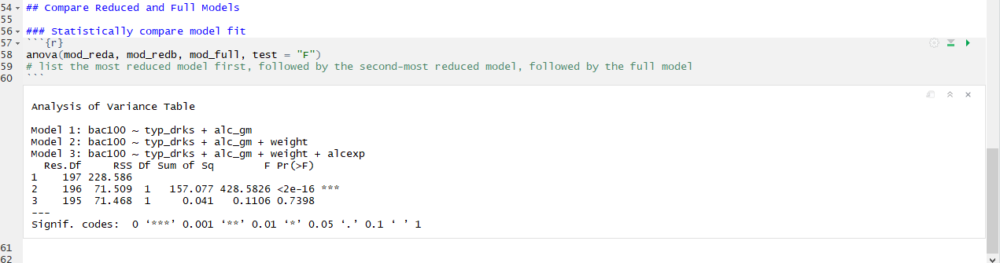 54 ## Compare Reduced and Full Models
55
56 ### Statistically compare model fit
57 ```{r}
58 anova(mod_reda, mod_redb, mod_full, test = "F")
59 # list the most reduced model first, followed by the second-most reduced model, followed by the full model
60 ```
Analysis of Variance Table
Model 1: bac100 ~ typ_drks + alc_gm
Model 2: bac100 ~ typ_drks + alc_gm + weight
Model 3: bac100 ~ typ_drks + alc_gm + weight + alcexp
  Res.Df     RSS Df Sum of Sq        F Pr(>F)
1    197 228.586
2    196  71.509  1   157.077 428.5826 <2e-16 ***
3    195  71.468  1     0.041   0.1106 0.7398
---
Signif. codes:  0 ‘***’ 0.001 ‘**’ 0.01 ‘*’ 0.05 ‘.’ 0.1 ‘ ’ 1
61
62